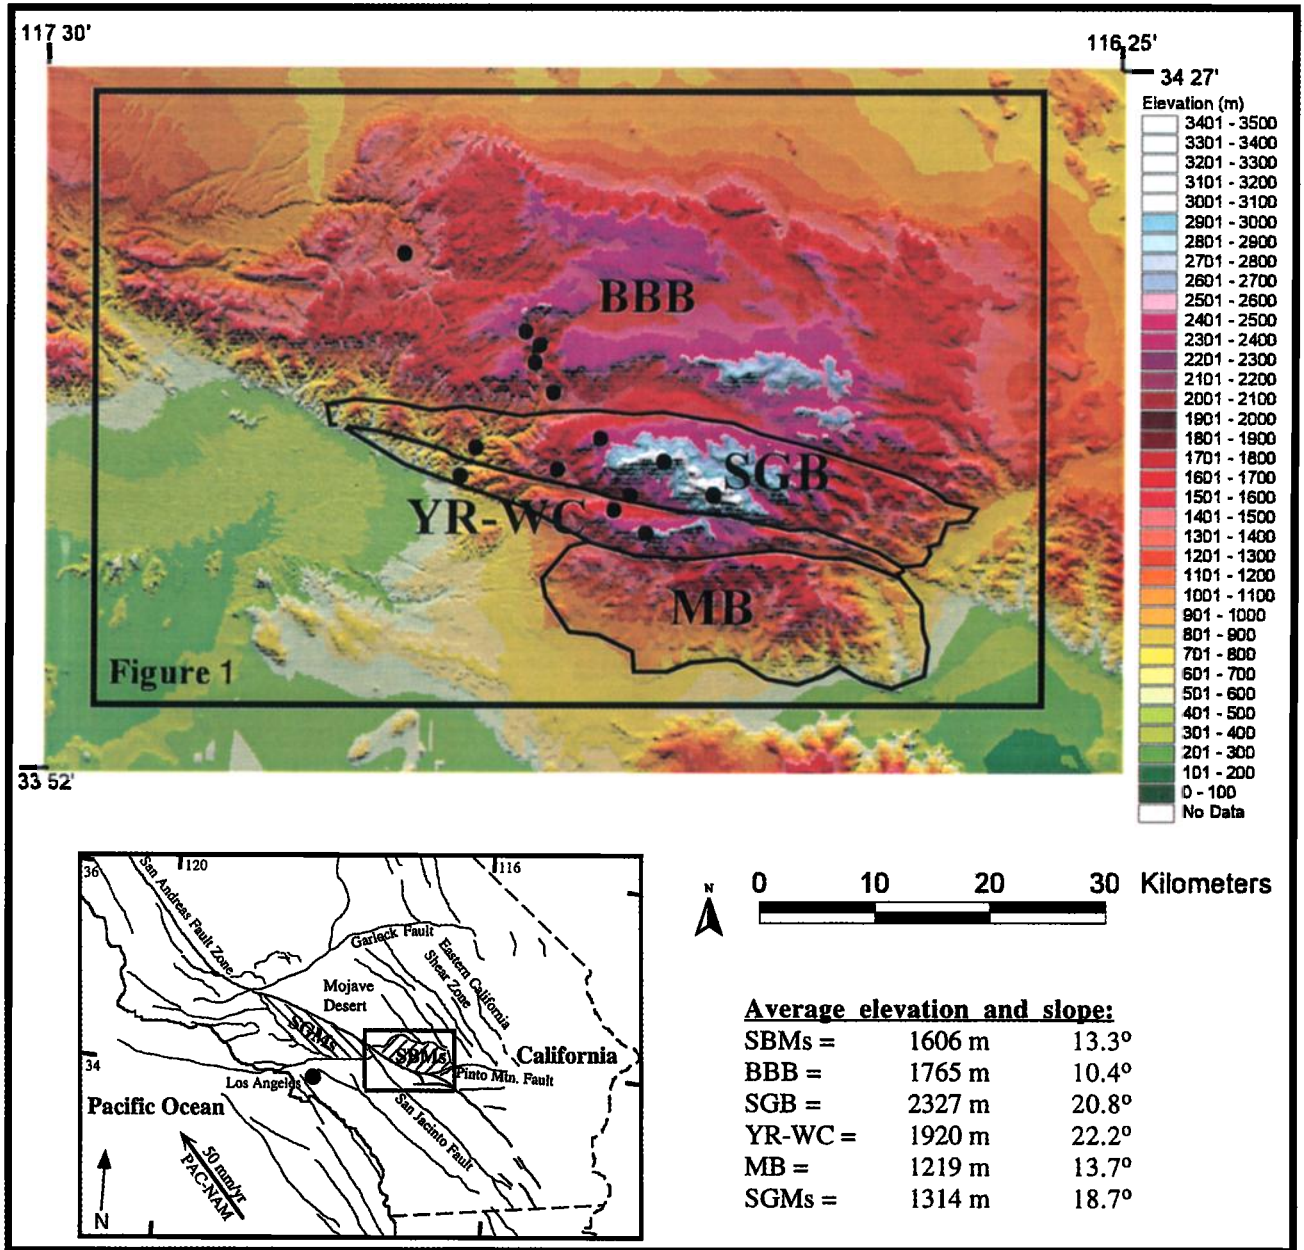 117 30'
116 25'
34 27'
Elevation (m)
3401 - 3500
3301 - 3400
3201 - 3300
3101 - 3200
3001 - 3100
2901 - 3000
2801 - 2900
2701 - 2800
2601 - 2700
2501 - 2600
2401 - 2500
2301 - 2400
2201 - 2300
2101 - 2200
2001 - 2100
1901 - 2000
1801 - 1900
1701 - 1800
1601 - 1700
1501 - 1600
1401 - 1500
1301 - 1400
1201 - 1300
1101 - 1200
1001 - 1100
901 - 1000
801 - 900
701 - 800
601 - 700
501 - 600
401 - 500
301 - 400
201 - 300
101 - 200
0 - 100
No Data
BBB
SGB
YR-WC
MB
Figure 1
33 52'
36
120
116
San Andreas Fault Zone
Garlock Fault
Eastern California
Shear Zone
Mojave
Desert
SGMs
SBMs
California
34
Los Angeles
Pinto Mtn. Fault
Pacific Ocean
San Jacinto Fault
50 mm/yr
PAC-NAM
N
N
0 10 20 30 Kilometers
Average elevation and slope:
SBMs = 1606 m 13.3º
BBB = 1765 m 10.4º
SGB = 2327 m 20.8º
YR-WC = 1920 m 22.2º
MB = 1219 m 13.7º
SGMs = 1314 m 18.7º